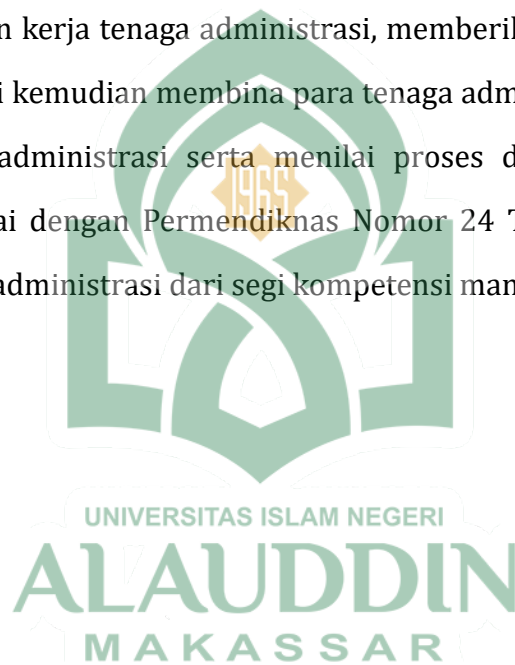 n kerja tenaga administrasi, memberil
i kemudian membina para tenaga adm
administrasi serta menilai proses d
ai dengan Permendiknas Nomor 24 T
administrasi dari segi kompetensi man
1965
UNIVERSITAS ISLAM NEGERI
ALAUDDIN
MAKASSAR